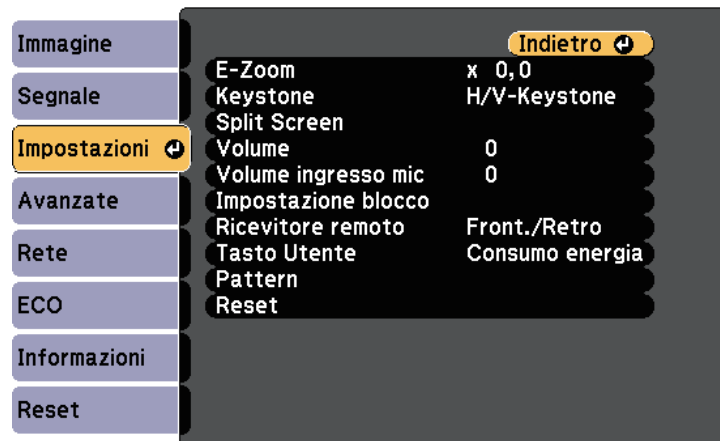 Immagine
Segnale
Impostazioni
Avanzate
Rete
ECO
Informazioni
Reset
Indietro
E-Zoom x 0,0
Keystone H/V-Keystone
Split Screen
Volume 0
Volume ingresso mic 0
Impostazione blocco
Ricevitore remoto Front./Retro
Tasto Utente Consumo energia
Pattern
Reset